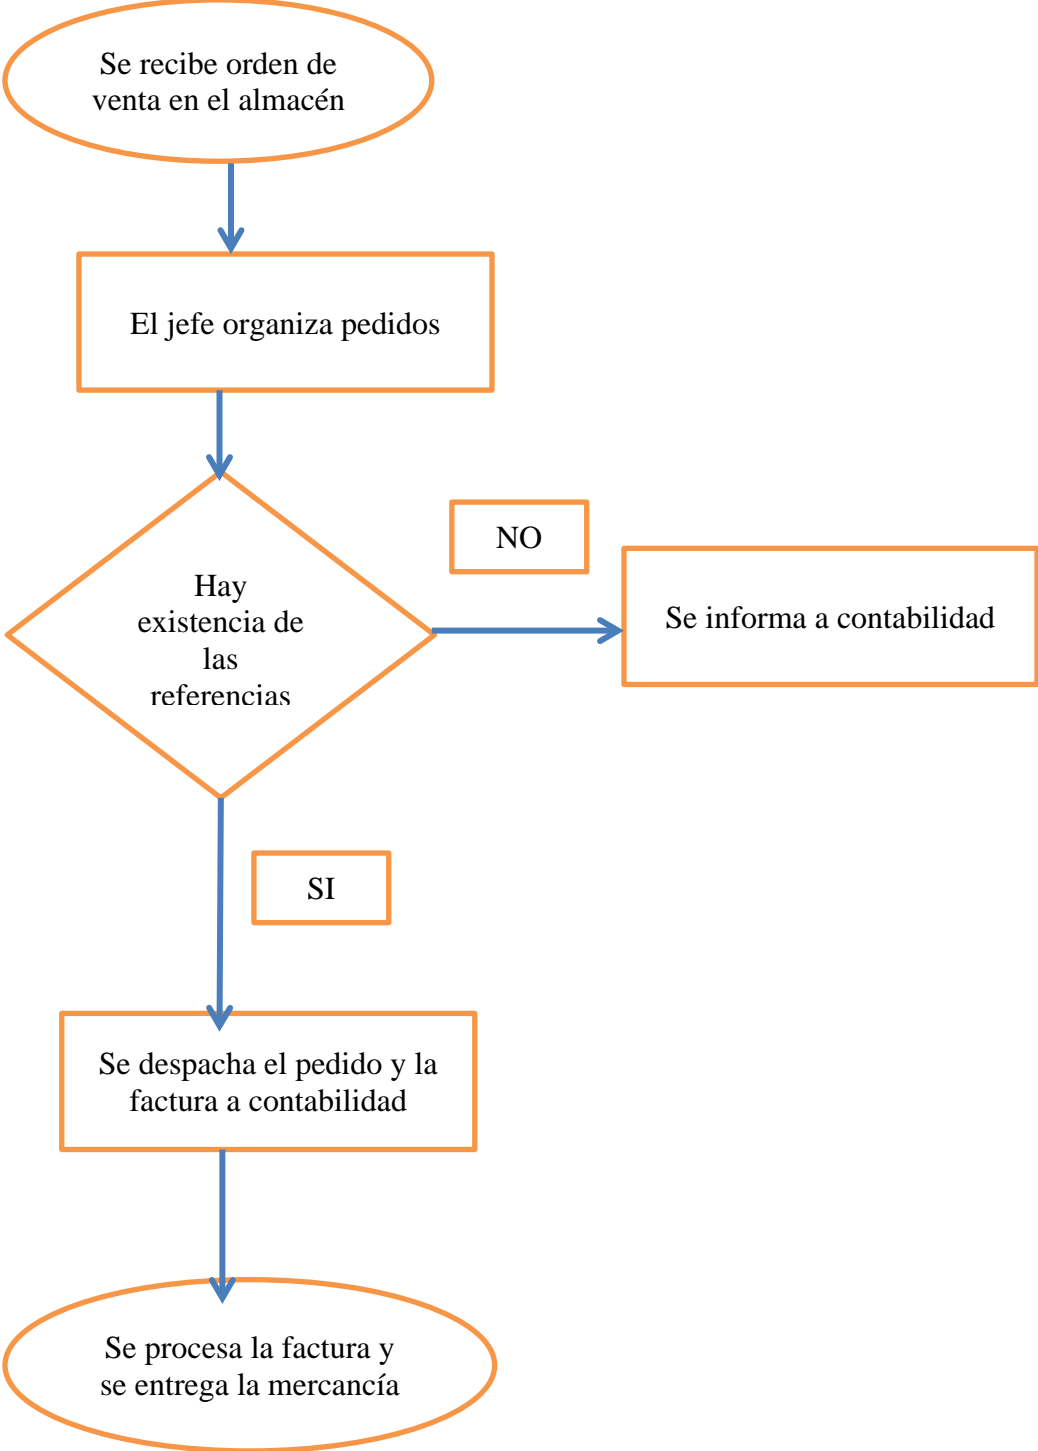 Se recibe orden de
venta en el almacén
El jefe organiza pedidos
NO
Hay
existencia de
las
referencias
Se informa a contabilidad
SI
Se despacha el pedido y la
factura a contabilidad
Se procesa la factura y
se entrega la mercancía